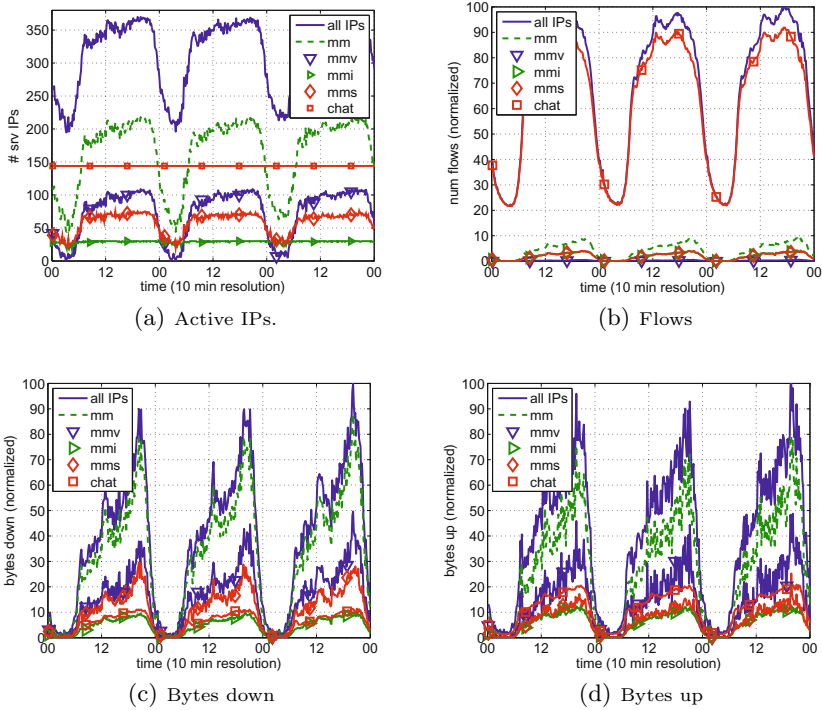 350
300
250
200
150
100
50
0
# srv IPs
all IPs
mm
mmv
mmi
mms
chat
00 12 00 12 00 12 00
time (10 min resolution)
(a) Active IPs.
100
90
80
70
60
50
40
30
20
10
0
num flows (normalized)
all IPs
mm
mmv
mmi
mms
chat
00 12 00 12 00 12 00
time (10 min resolution)
(b) Flows
100
90
80
70
60
50
40
30
20
10
0
bytes down (normalized)
all IPs
mm
mmv
mmi
mms
chat
00 12 00 12 00 12 00
time (10 min resolution)
(c) Bytes down
100
90
80
70
60
50
40
30
20
10
0
bytes up (normalized)
all IPs
mm
mmv
mmi
mms
chat
00 12 00 12 00 12 00
time (10 min resolution)
(d) Bytes up